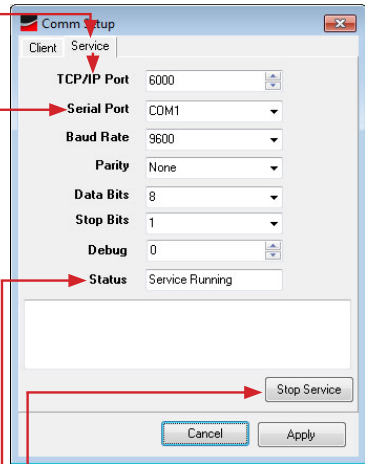 Comm Setup
Client Service
TCP/IP Port 6000
Serial Port COM1
Baud Rate 9600
Parity None
Data Bits 8
Stop Bits 1
Debug 0
Status Service Running
Stop Service
Cancel Apply